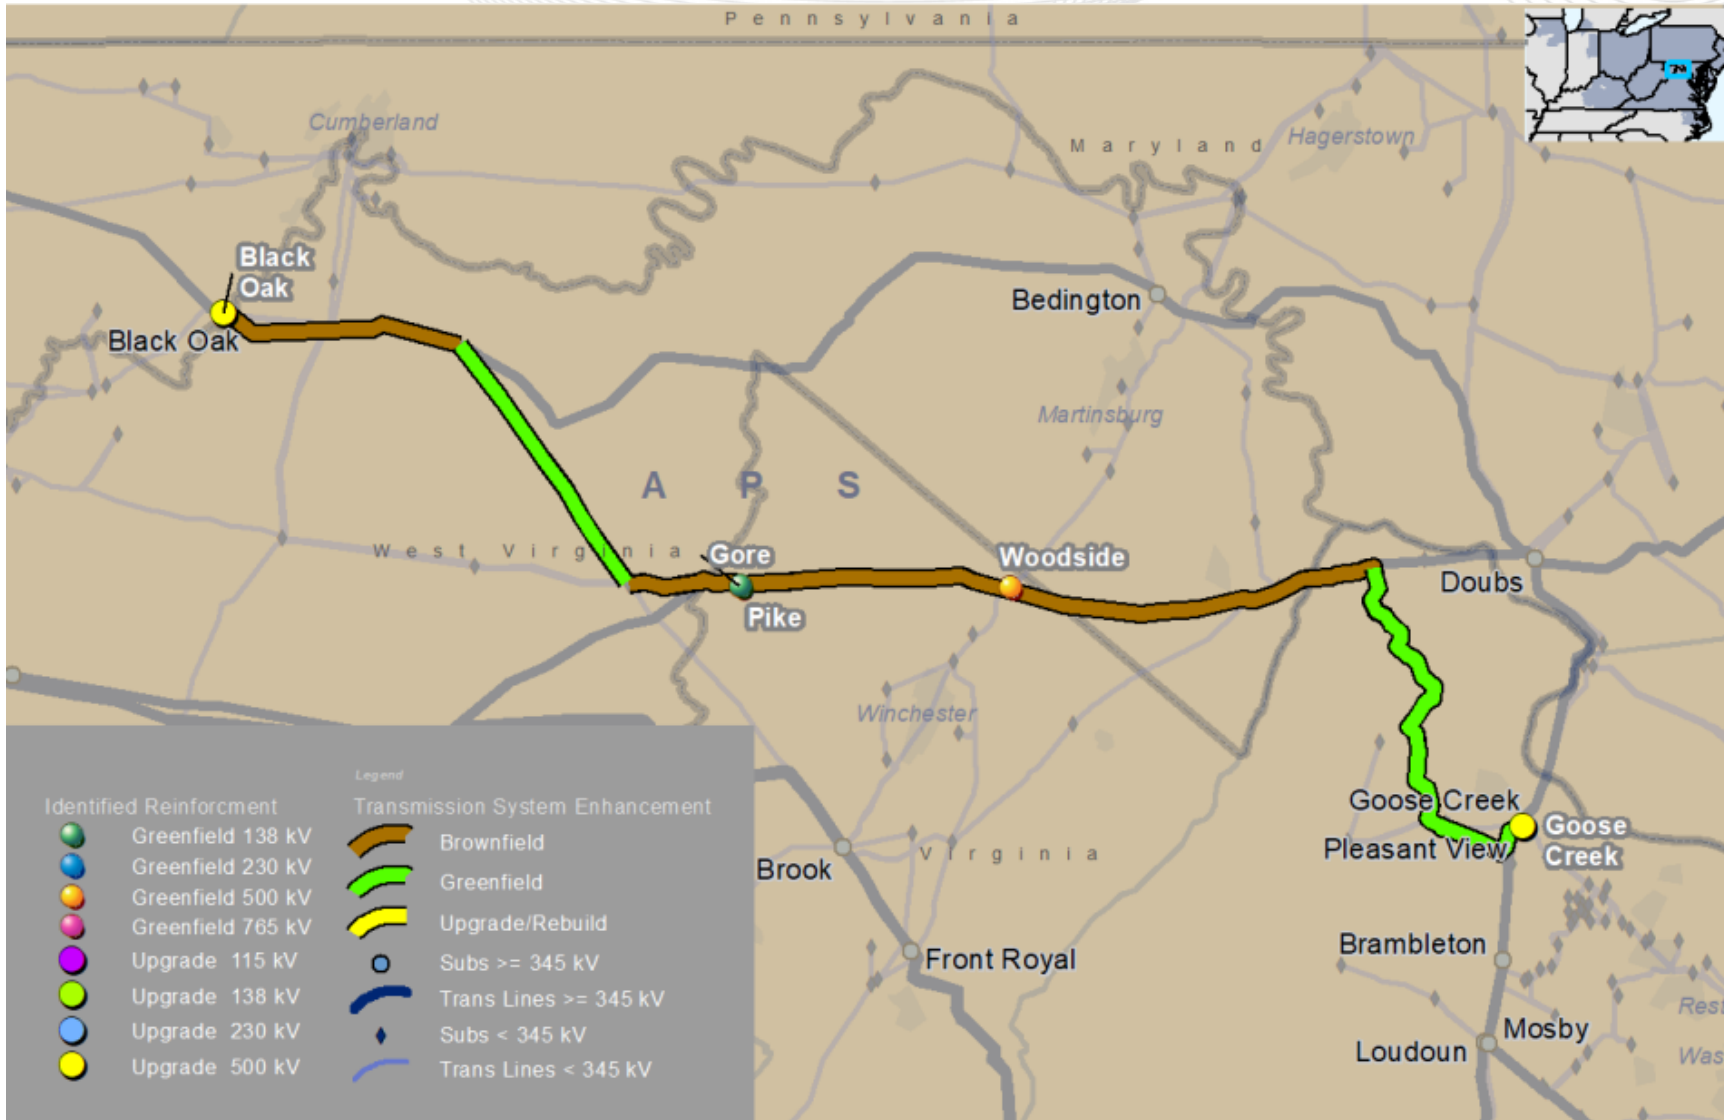 Pennsylvania
Cumberland
Maryland
Hagerstown
Black
Oak
Black Oak
Bedington
Martinsburg
A P S
West Virginia
Gore
Pike
Woodside
Doubs
Winchester
Goose Creek
Pleasant View
Goose
Creek
Brook
Virginia
Front Royal
Brambleton
Mosby
Loudoun
Rest
Was
Legend
Identified Reinforcment
Greenfield 138 kV
Greenfield 230 kV
Greenfield 500 kV
Greenfield 765 kV
Upgrade 115 kV
Upgrade 138 kV
Upgrade 230 kV
Upgrade 500 kV
Transmission System Enhancement
Brownfield
Greenfield
Upgrade/Rebuild
Subs >= 345 kV
Trans Lines >= 345 kV
Subs < 345 kV
Trans Lines < 345 kV